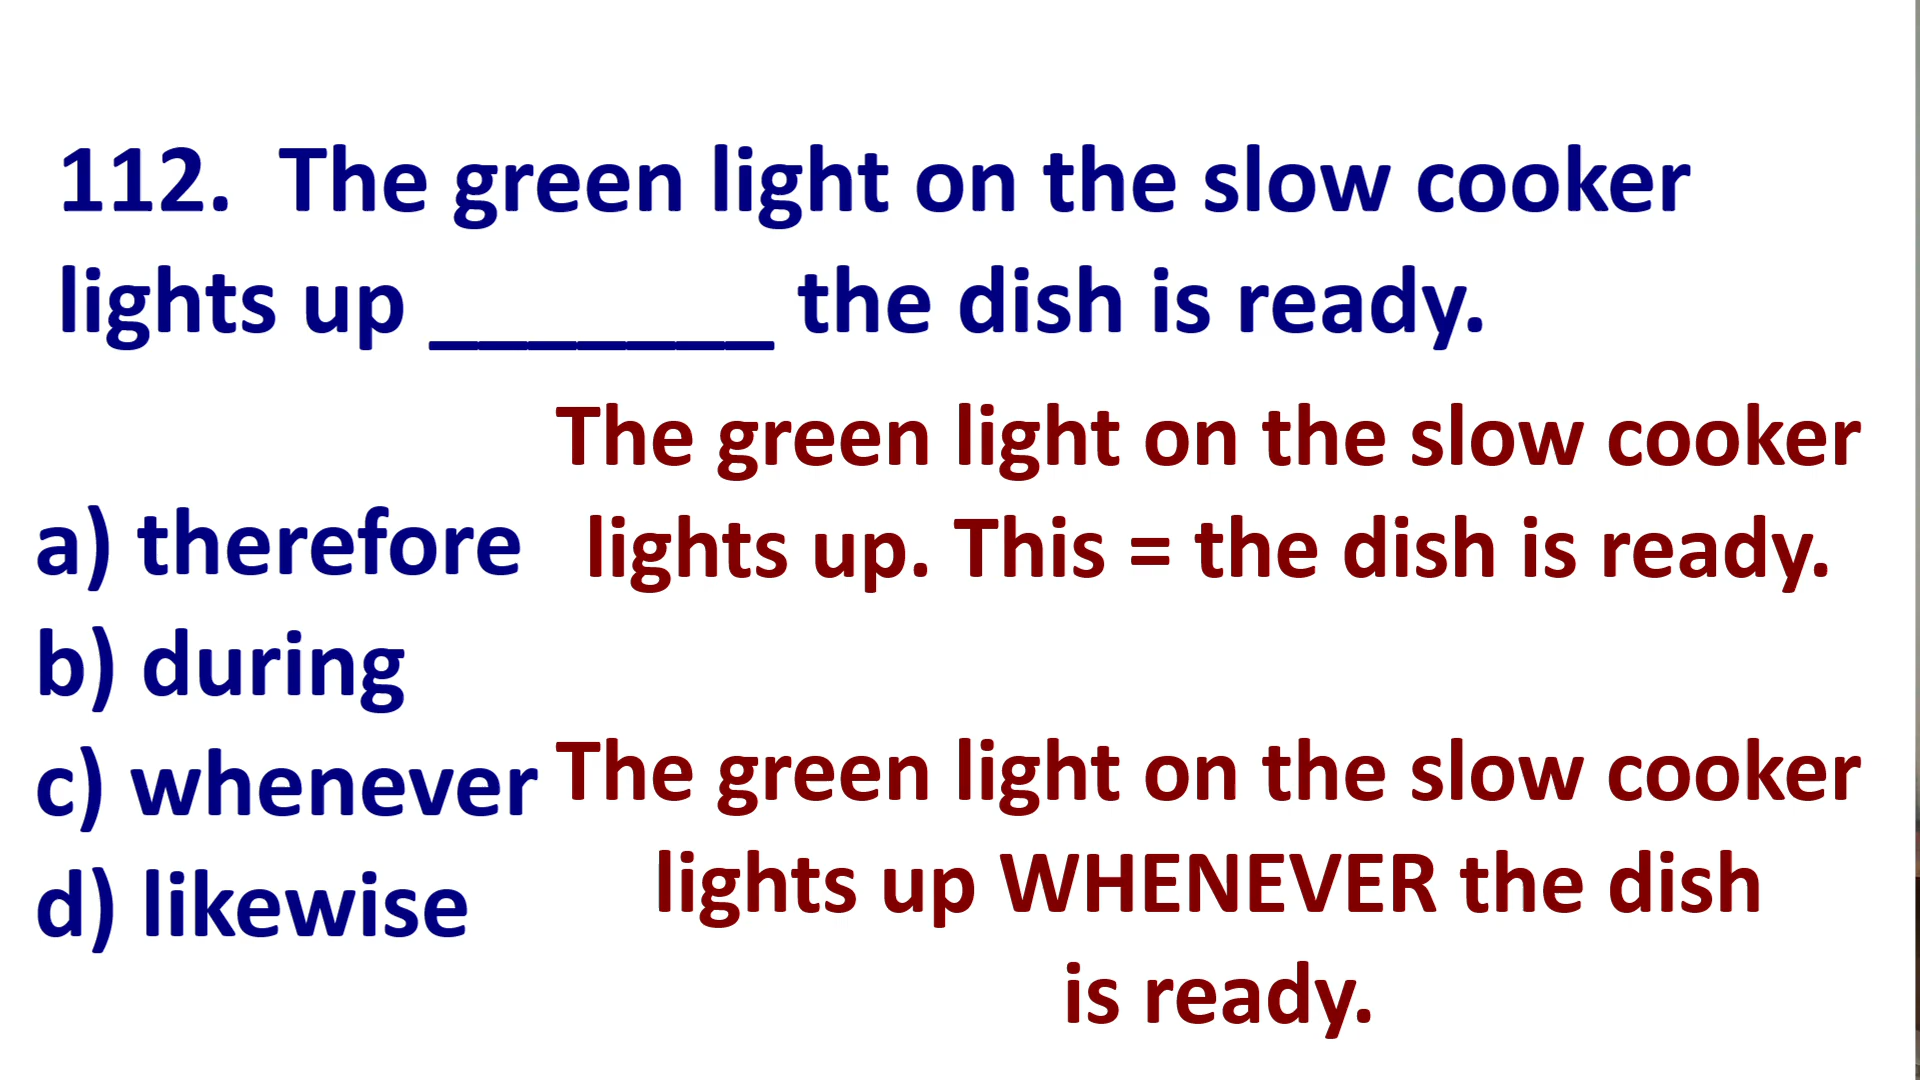 112. The green light on the slow cooker
lights up _______ the dish is ready.
The green light on the slow cooker
lights up. This = the dish is ready.
a) therefore
b) during
c) whenever
d) likewise
The green light on the slow cooker
lights up WHENEVER the dish
is ready.